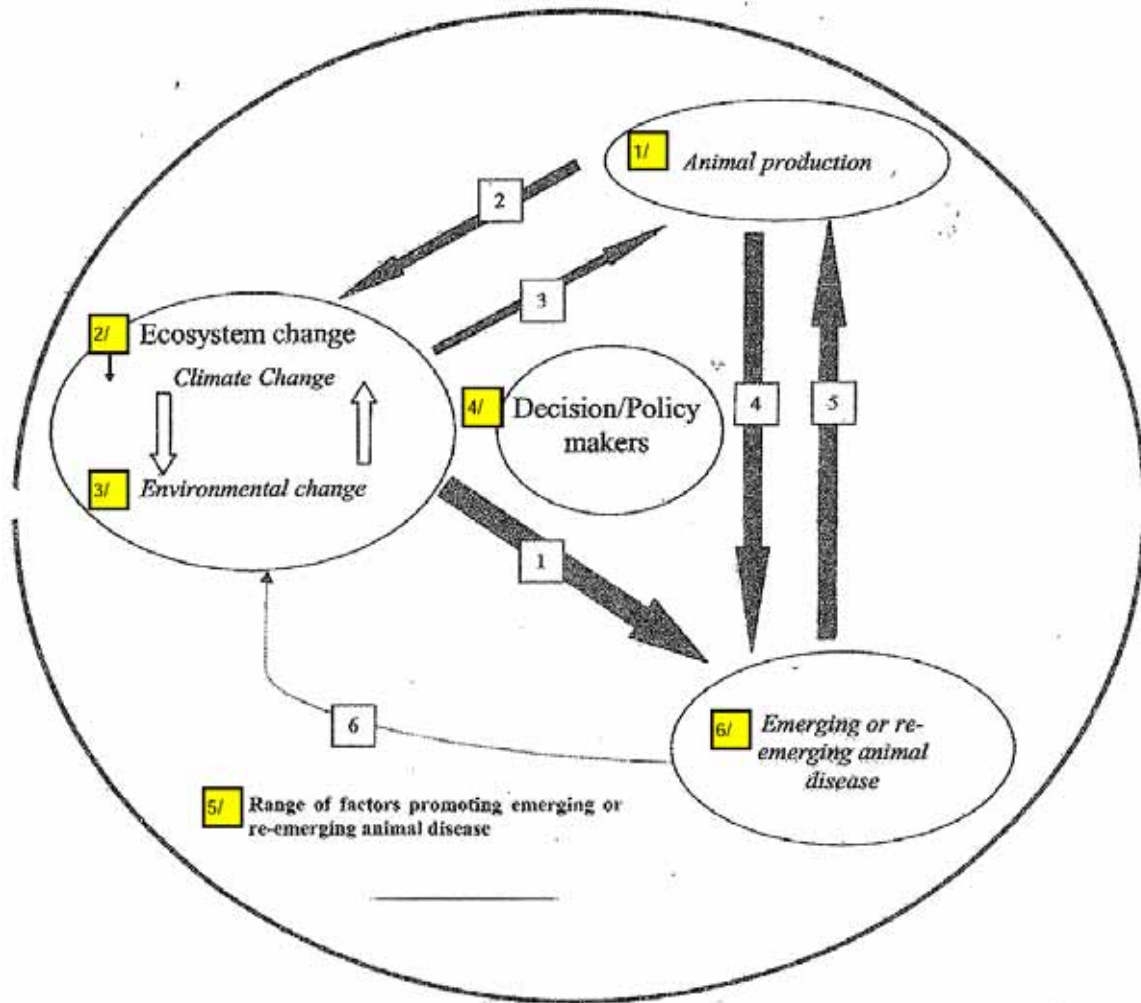 1/
Animal production
2
3
2/
Ecosystem change
Climate Change
4/
Decision/Policy
makers
4
5
3/
Environmental change
1
6
6/
Emerging or re-
emerging animal
disease
5/
Range of factors promoting emerging or
re-emerging animal disease